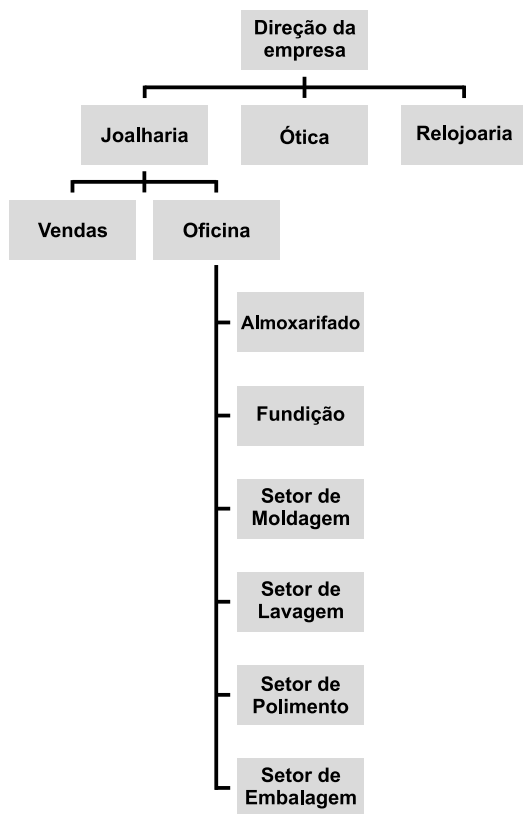 Direção da
empresa
Joalharia
Ótica
Relojoaria
Vendas
Oficina
Almoxarifado
Fundição
Setor de
Moldagem
Setor de
Lavagem
Setor de
Polimento
Setor de
Embalagem